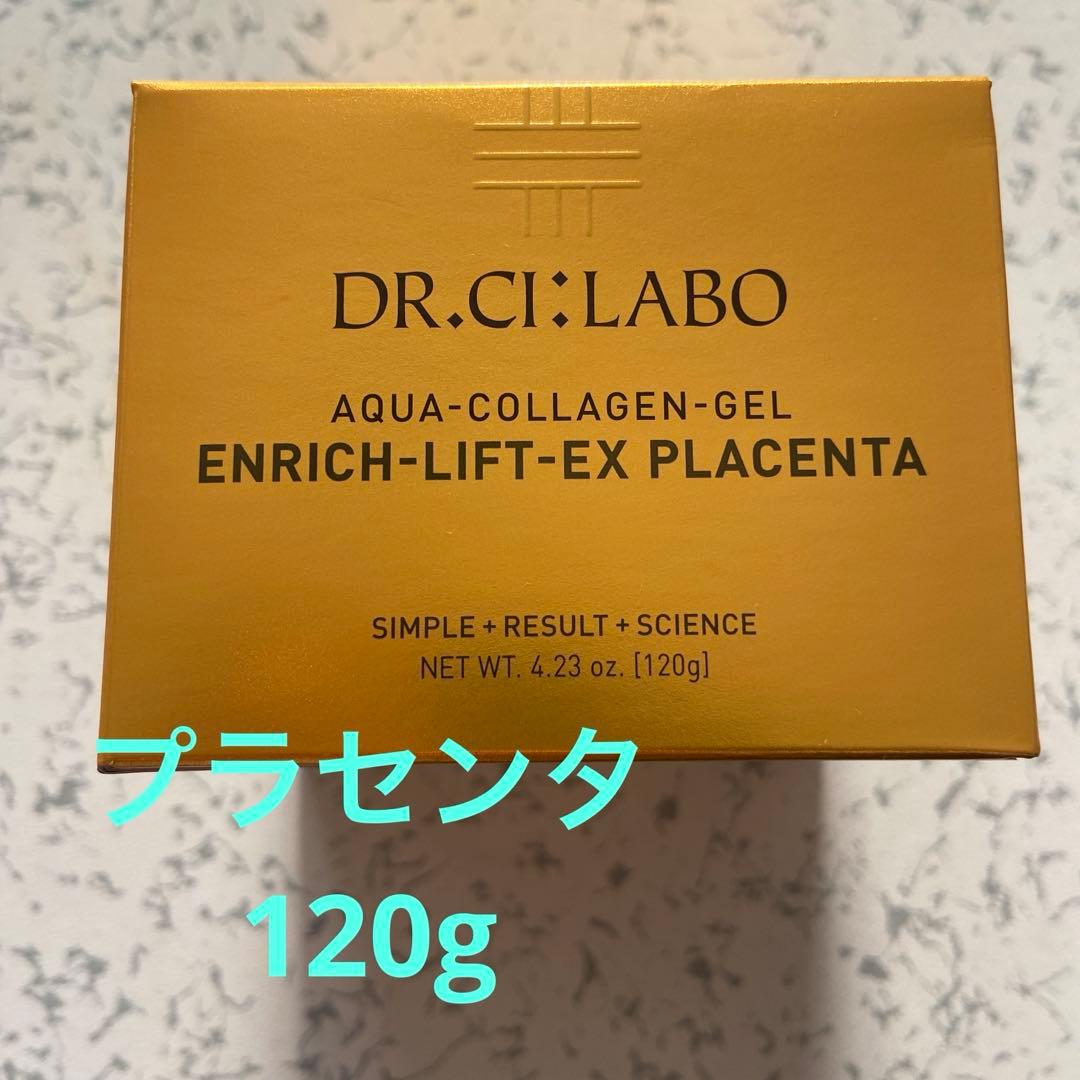 DR.CI:LABO
AQUA-COLLAGEN-GEL
ENRICH-LIFT-EX PLACENTA
SIMPLE + RESULT + SCIENCE
NET WT. 4.23 oz. [120g]
プラセンタ
120g